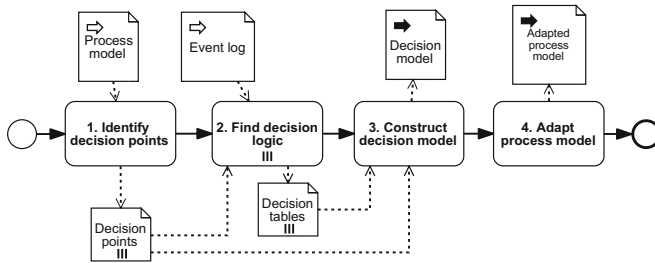 Process
model
Event log
Decision
model
Adapted
process
model
1. Identify
decision points
2. Find decision
logic
3. Construct
decision model
4. Adapt
process model
Decision
points
Decision
tables